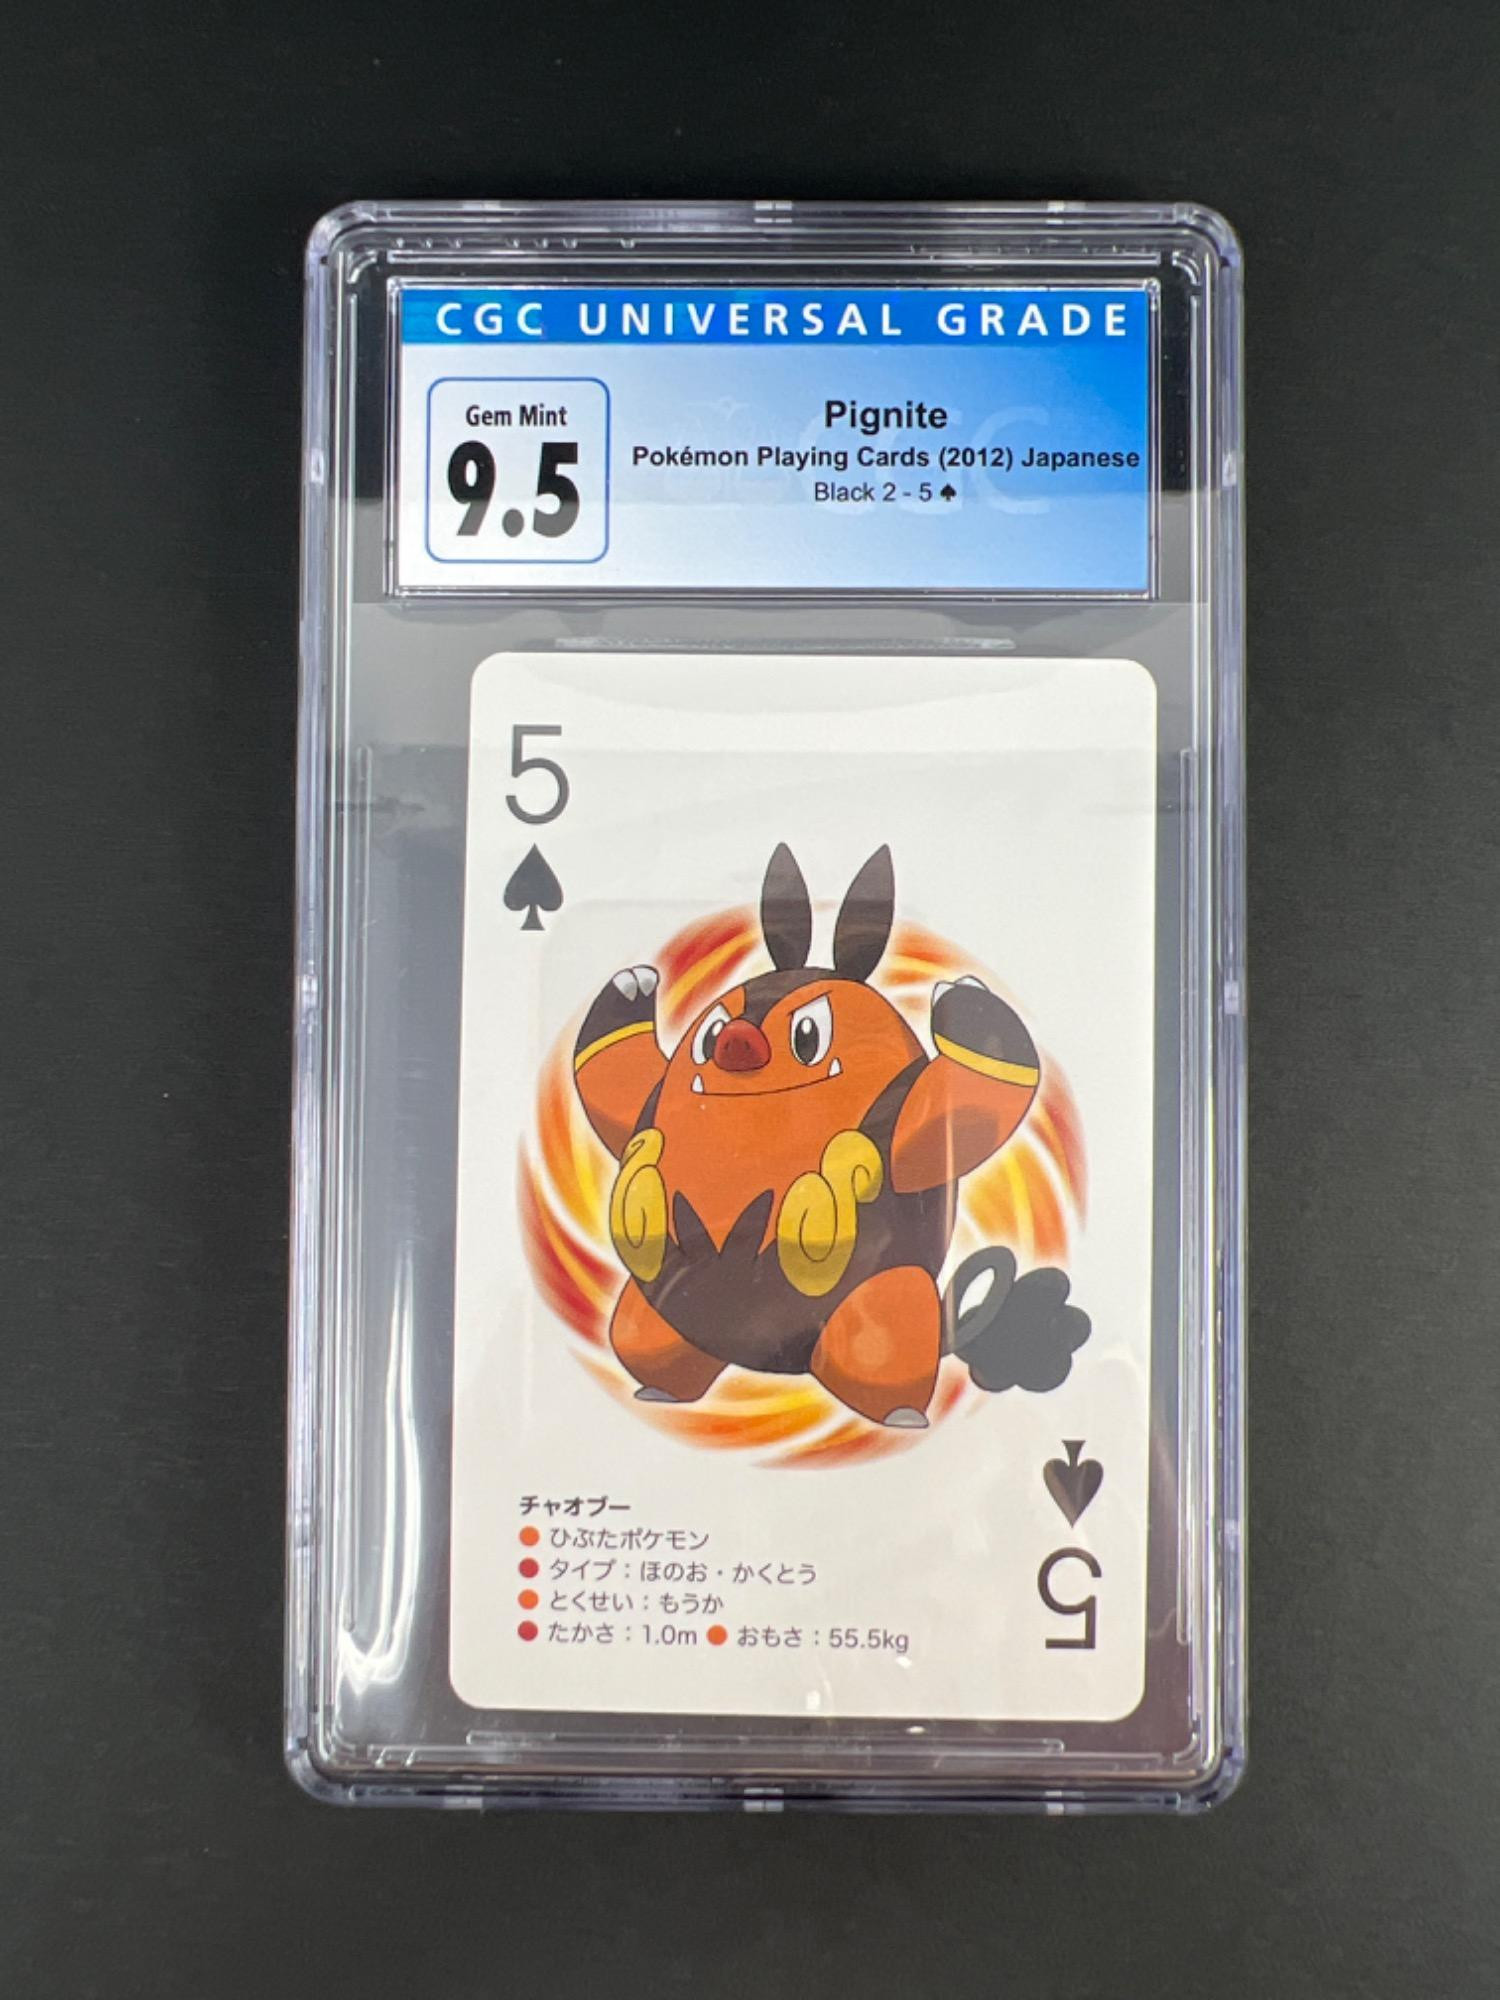 CGC UNIVERSAL GRADE
Gem Mint
9.5
Pignite
Pokémon Playing Cards (2012) Japanese
Black 2 - 5 ♠
5
♠
チャオブー
● ひぶたポケモン
● タイプ：ほのお・かくとう
● とくせい：もうか
● たかさ：1.0m ● おもさ：55.5kg
♠
5